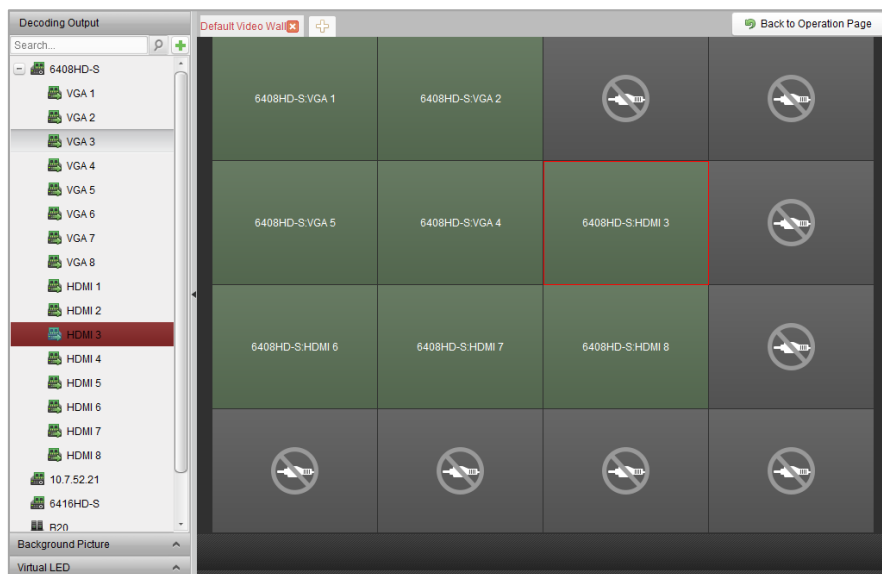 Decoding Output
Search...
6408HD-S
VGA 1
VGA 2
VGA 3
VGA 4
VGA 5
VGA 6
VGA 7
VGA 8
HDMI 1
HDMI 2
HDMI 3
HDMI 4
HDMI 5
HDMI 6
HDMI 7
HDMI 8
10.7.52.21
6416HD-S
B20
Background Picture
Virtual LED
Default Video Wall
Back to Operation Page
6408HD-S:VGA 1
6408HD-S:VGA 2
6408HD-S:VGA 5
6408HD-S:VGA 4
6408HD-S:HDMI 3
6408HD-S:HDMI 6
6408HD-S:HDMI 7
6408HD-S:HDMI 8